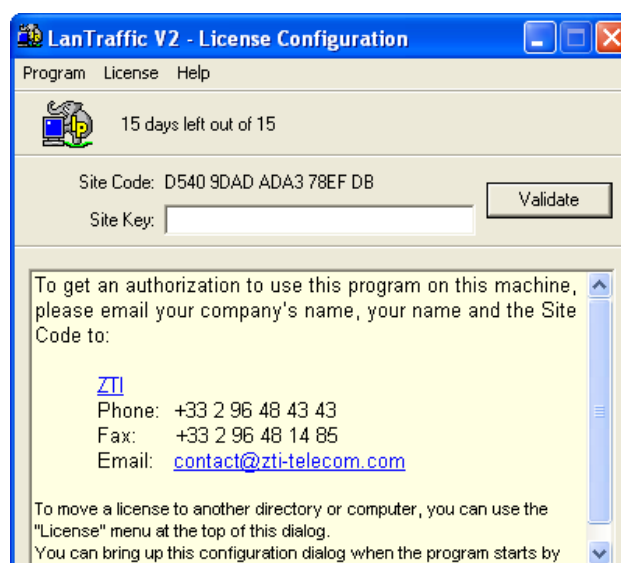 LanTraffic V2 - License Configuration
Program License Help
15 days left out of 15
Site Code: D540 9DAD ADA3 78EF DB
Validate
Site Key:
To get an authorization to use this program on this machine,
please email your company's name, your name and the Site
Code to:
ZTI
Phone: +33 2 96 48 43 43
Fax: +33 2 96 48 14 85
Email: contact@zti-telecom.com
To move a license to another directory or computer, you can use the
"License" menu at the top of this dialog.
You can bring up this configuration dialog when the program starts by